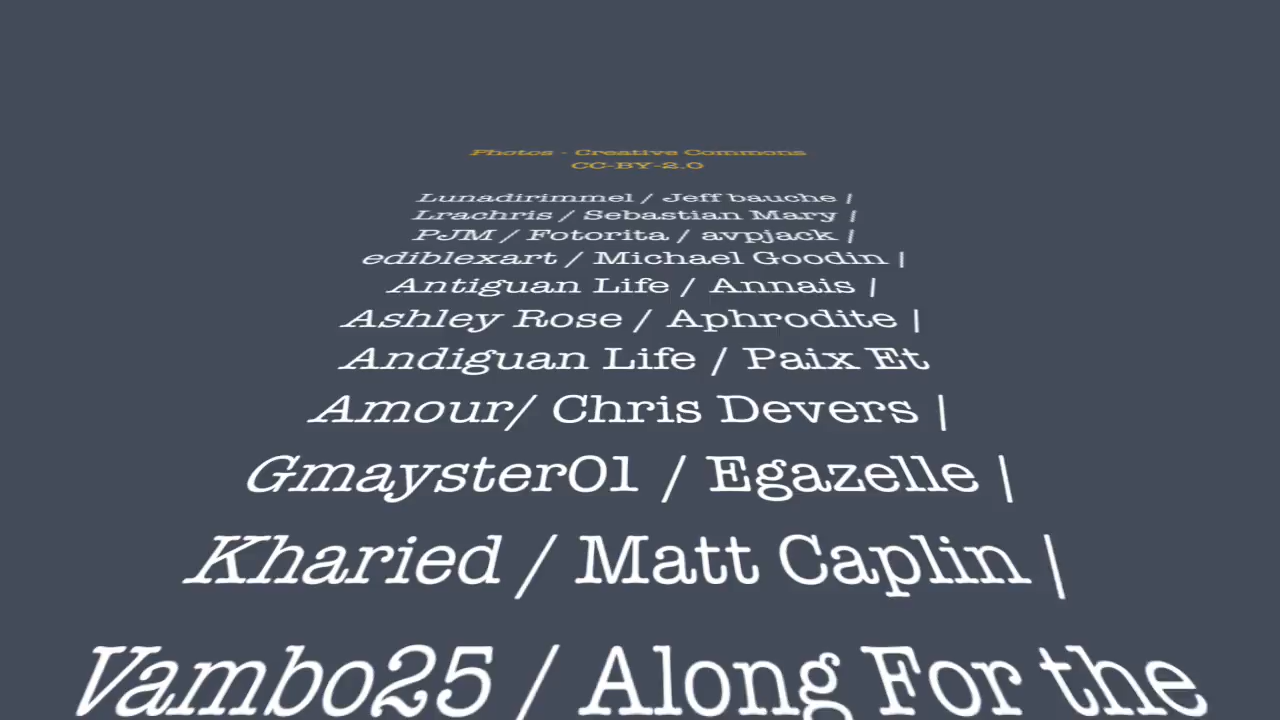 Photos - Creative Commons
CC-BY-2.0
Lunadirimmel / Jeff bauche |
Lrachris / Sebastian Mary |
PJM / Fotorita / avpjack |
ediblexart / Michael Goodin |
Antiguan Life / Annais |
Ashley Rose / Aphrodite |
Andiguan Life / Paix Et
Amour/ Chris Devers |
Gmayster01 / Egazelle |
Kharied / Matt Caplin |
Vambo25 / Along For the